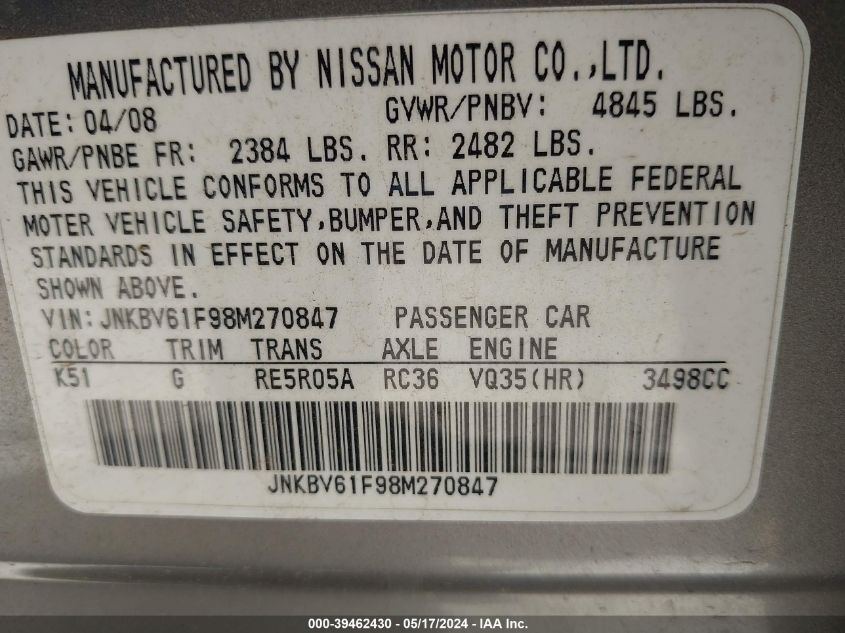 MANUFACTURED BY NISSAN MOTOR CO.,LTD.
DATE: 04/08 GVWR/PNBV: 4845 LBS.
GAWR/PNBE FR: 2384 LBS. RR: 2482 LBS.
THIS VEHICLE CONFORMS TO ALL APPLICABLE FEDERAL
MOTER VEHICLE SAFETY,BUMPER,AND THEFT PREVENTION
STANDARDS IN EFFECT ON THE DATE OF MANUFACTURE
SHOWN ABOVE.
VIN: JNKBV61F98M270847 PASSENGER CAR
COLOR TRIM TRANS AXLE ENGINE
K51 G RE5R05A RC36 VQ35(HR) 3498CC
JNKBV61F98M270847
000-39462430 - 05/17/2024 - IAA Inc.